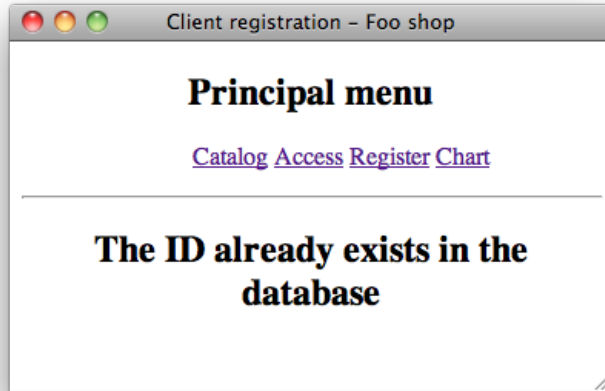 Client registration – Foo shop
Principal menu
Catalog Access Register Chart
The ID already exists in the
database